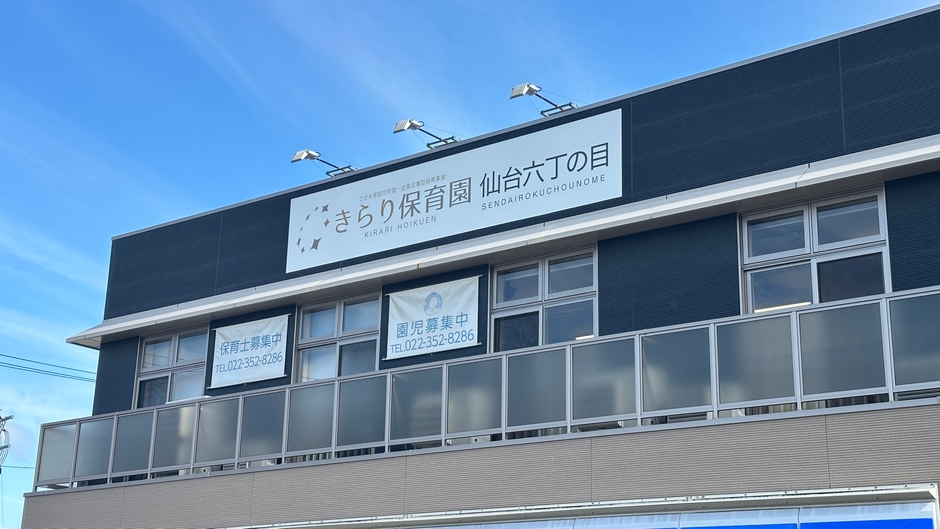 こども家庭庁所管・企業主導型保育事業
きらり保育園 仙台六丁の目
KIRARI HOIKUEN SENDAIROKUCHOUNOME
保育士募集中
TEL.022-352-8286
園児募集中
TEL.022-352-8286